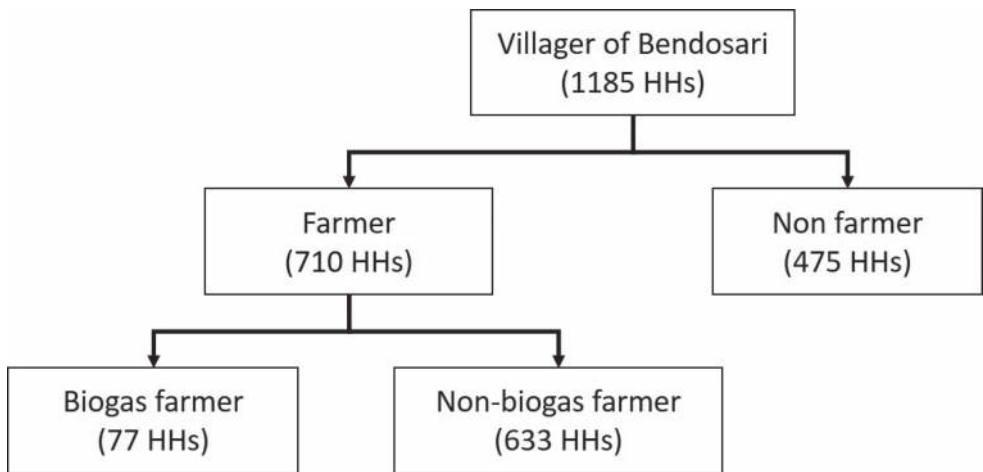 Villager of Bendosari
(1185 HHs)
Farmer
(710 HHs)
Non farmer
(475 HHs)
Biogas farmer
(77 HHs)
Non-biogas farmer
(633 HHs)